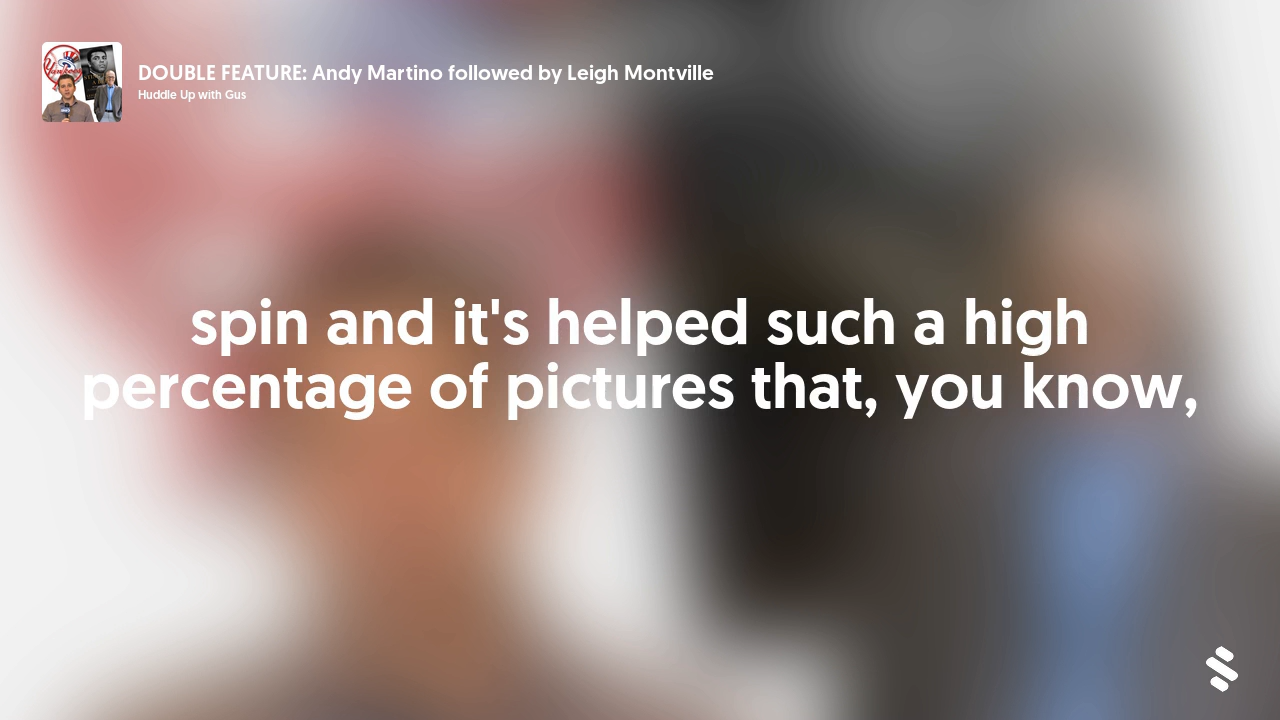 DOUBLE FEATURE: Andy Martino followed by Leigh Montville
Huddle Up with Gus
spin and it's helped such a high
percentage of pictures that, you know,